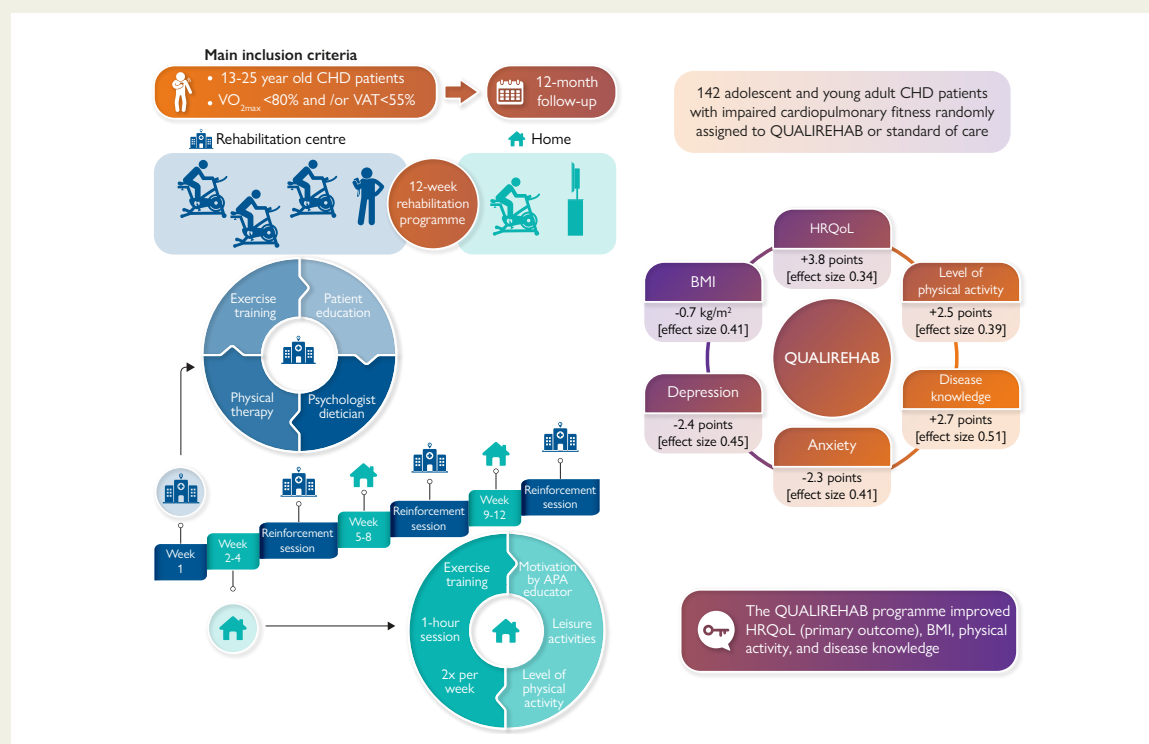 Main inclusion criteria
• 13-25 year old CHD patients
• VO2max <80% and /or VAT<55%
12-month
follow-up
Rehabilitation centre
Home
12-week
rehabilitation
programme
Exercise
training
Patient
education
Physical
therapy
Psychologist
dietician
Week
1
Week
2-4
Reinforcement
session
Week
5-8
Reinforcement
session
Week
9-12
Reinforcement
session
Exercise
training
Motivation
by APA
educator
1-hour
session
Leisure
activities
2x per
week
Level of
physical
activity
142 adolescent and young adult CHD patients
with impaired cardiopulmonary fitness randomly
assigned to QUALIREHAB or standard of care
HRQoL
+3.8 points
[effect size 0.34]
BMI
-0.7 kg/m²
[effect size 0.41]
Level of
physical activity
+2.5 points
[effect size 0.39]
QUALIREHAB
Depression
-2.4 points
[effect size 0.45]
Disease
knowledge
+2.7 points
[effect size 0.51]
Anxiety
-2.3 points
[effect size 0.41]
The QUALIREHAB programme improved
HRQoL (primary outcome), BMI, physical
activity, and disease knowledge